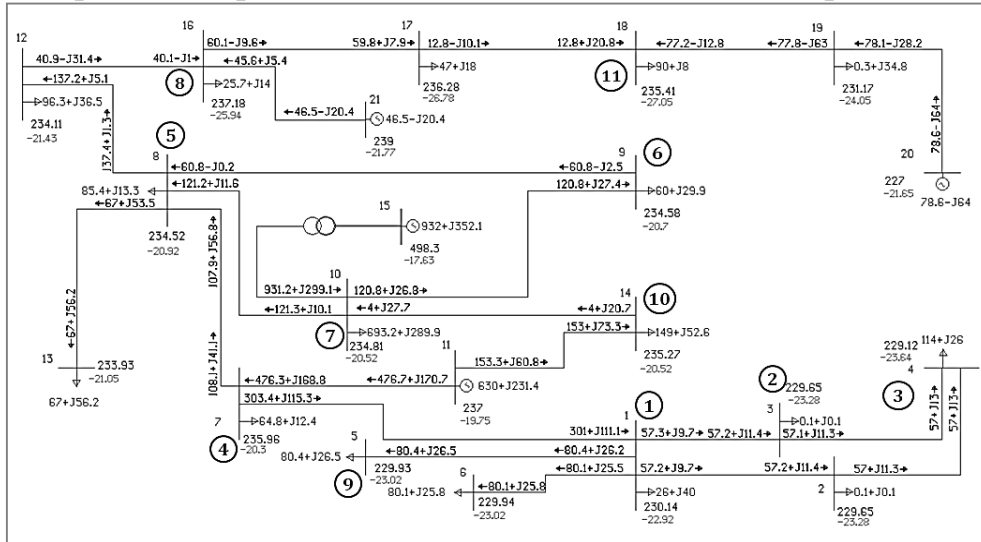 16
17
18
19
12
60.1-J9.6→
59.8+J7.9→
12.8-J10.1→
12.8+J20.8→
←77.2-J12.8
←77.8-J63
←78.1-J28.2
40.9-J31.4→
40.1-J1→
←45.6+J5.4
←137.2+J5.1
8
25.7+J14
47+J18
11
90+J8
0.3+J34.8
96.3+J36.5
237.18
-25.94
21
46.5-J20.4
236.28
-26.78
235.41
-27.05
231.17
-24.05
234.11
-21.43
←46.5-J20.4
239
-21.77
137.4+J1.3→
5
8
6
9
78.6-J64→
20
←60.8-J0.2
←60.8-J2.5
←121.2+J11.6
120.8+J27.4→
60+J29.9
227
-21.65
78.6-J64
85.4+J13.3
←67+J53.5
15
932+J352.1
234.58
-20.7
234.52
-20.92
498.3
-17.63
107.9+J56.8→
10
931.2+J299.1→
120.8+J26.8→
14
10
←67+J56.2
←121.3+J10.1
←4+J27.7
←4+J20.7
7
693.2+J289.9
153+J73.3→
149+J52.6
234.81
-20.52
235.27
-20.52
229.12
-23.64
114+J26
13
233.93
-21.05
11
153.3+J60.8→
108.1+J41.1→
←476.3+J168.8
←476.7+J170.7
630+J231.4
2
229.65
-23.28
3
4
67+J56.2
303.4+J115.3→
237
-19.75
1
3
0.1+J0.1
57+J13→
57+J13→
7
64.8+J12.4
1
301+J111.1→
57.3+J9.7→
57.2+J11.4→
57.1+J11.3→
4
235.96
-20.3
5
80.4+J26.5
←80.4+J26.5
←80.4+J26.2
229.93
-23.02
6
←80.1+J25.5
57.2+J9.7→
57.2+J11.4→
57+J11.3→
9
80.1+J25.8
←80.1+J25.8
26+J40
2
0.1+J0.1
229.94
-23.02
230.14
-22.92
229.65
-23.28